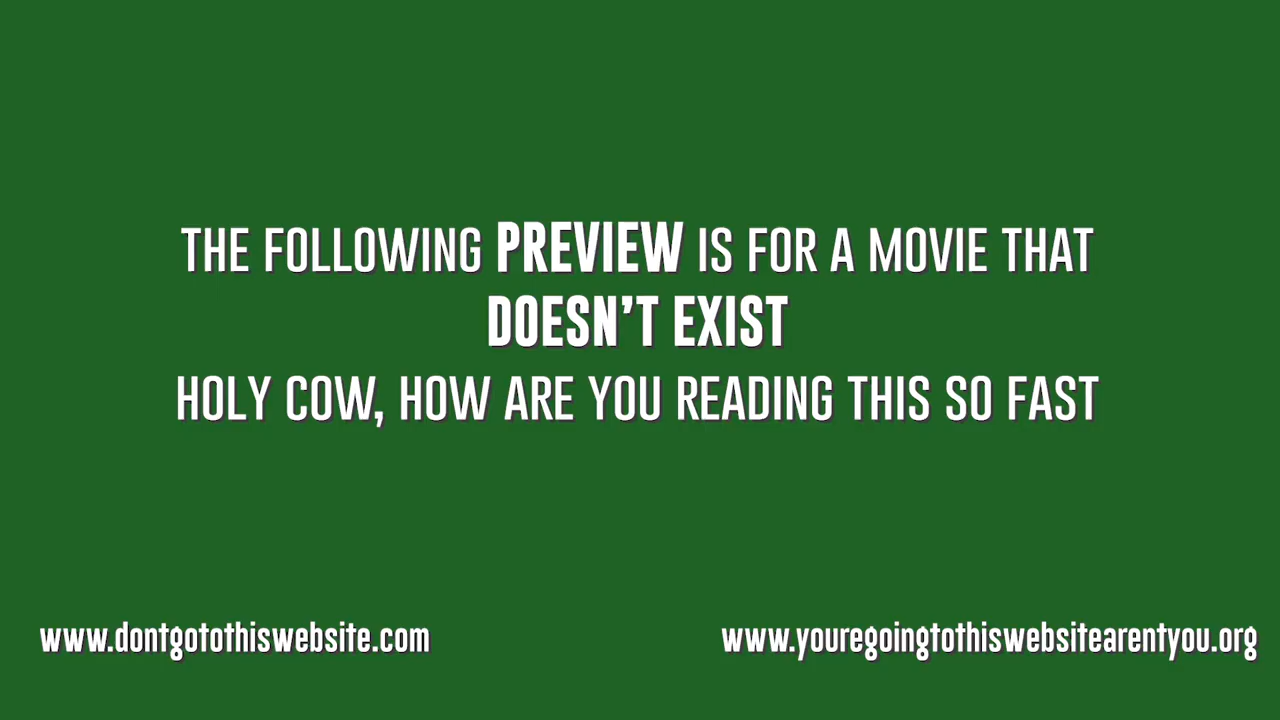 THE FOLLOWING PREVIEW IS FOR A MOVIE THAT
DOESN'T EXIST
HOLY COW, HOW ARE YOU READING THIS SO FAST
www.dontgotothiswebsite.com
www.youregoingtothiswebsitearentyou.org